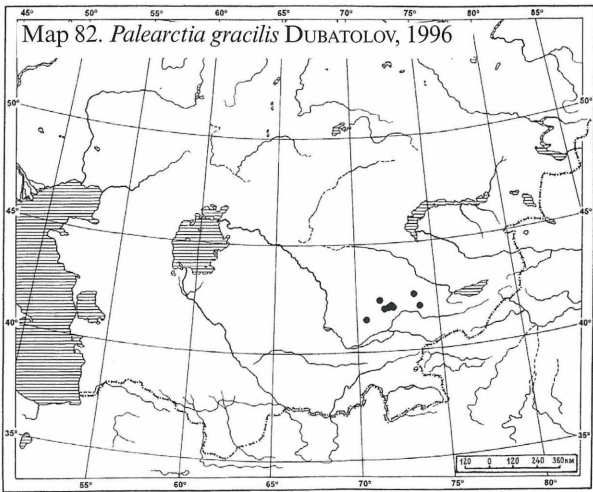 45° 50° 55° 60° 65° 70° 75° 80° 85° 90°
Map 82. Palearctia gracilis DUBATOLOV, 1996
50° 50°
45° 45°
40° 40°
35° 35°
120 0 120 240 360км
55° 60° 65° 70° 75° 80°